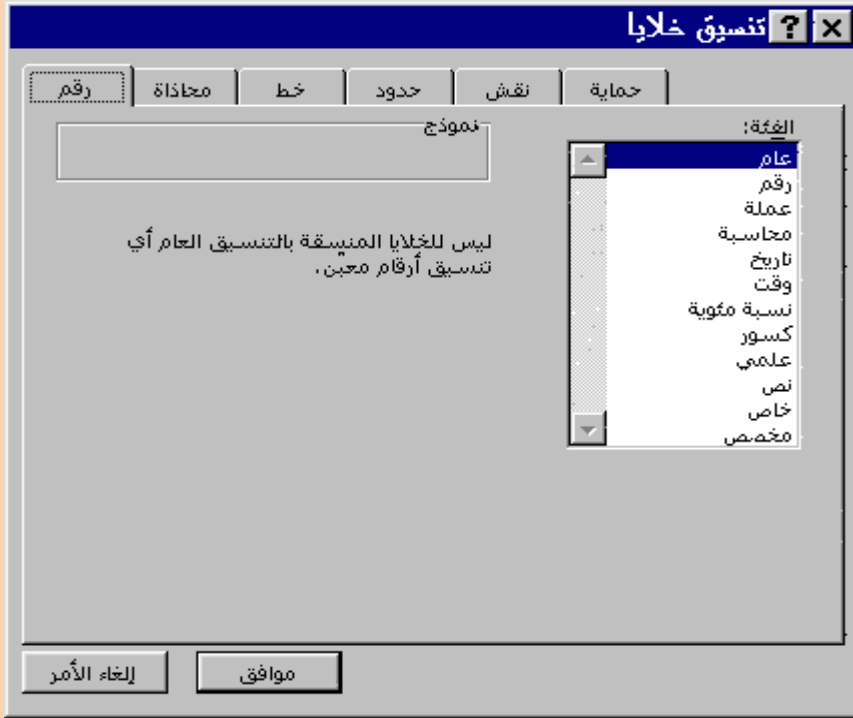 تنسيق خلايا
رقم محاذاة خط حدود نقش حماية
الفئة:
عام
رقم
عملة
محاسبة
تاريخ
وقت
نسبة مئوية
كسور
علمي
نص
خاص
مخصص
نموذج
ليس للخلايا المنسقة بالتنسيق العام أي
تنسيق أرقام معين.
موافق
إلغاء الأمر